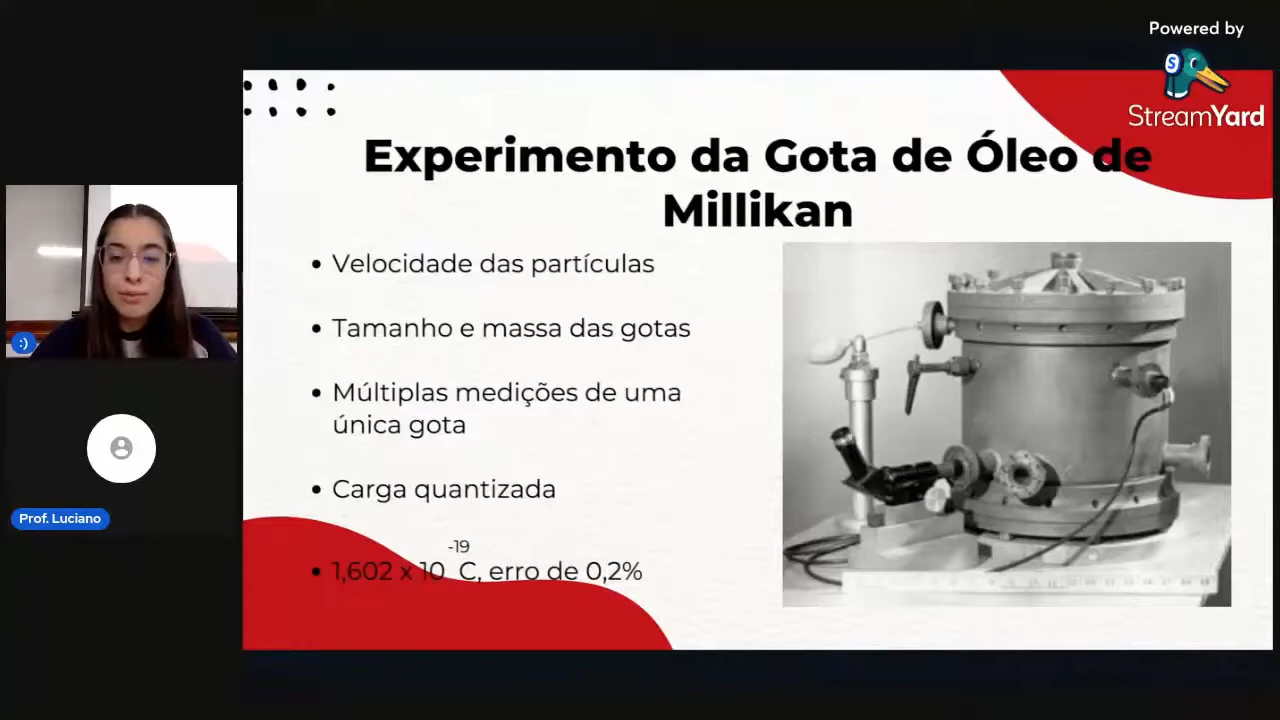 Powered by
S
StreamYard
Experimento da Gota de Óleo de
Millikan
• Velocidade das partículas
• Tamanho e massa das gotas
• Múltiplas medições de uma
única gota
• Carga quantizada
• 1,602 x 10 -19 C, erro de 0,2%
:)
Prof. Luciano